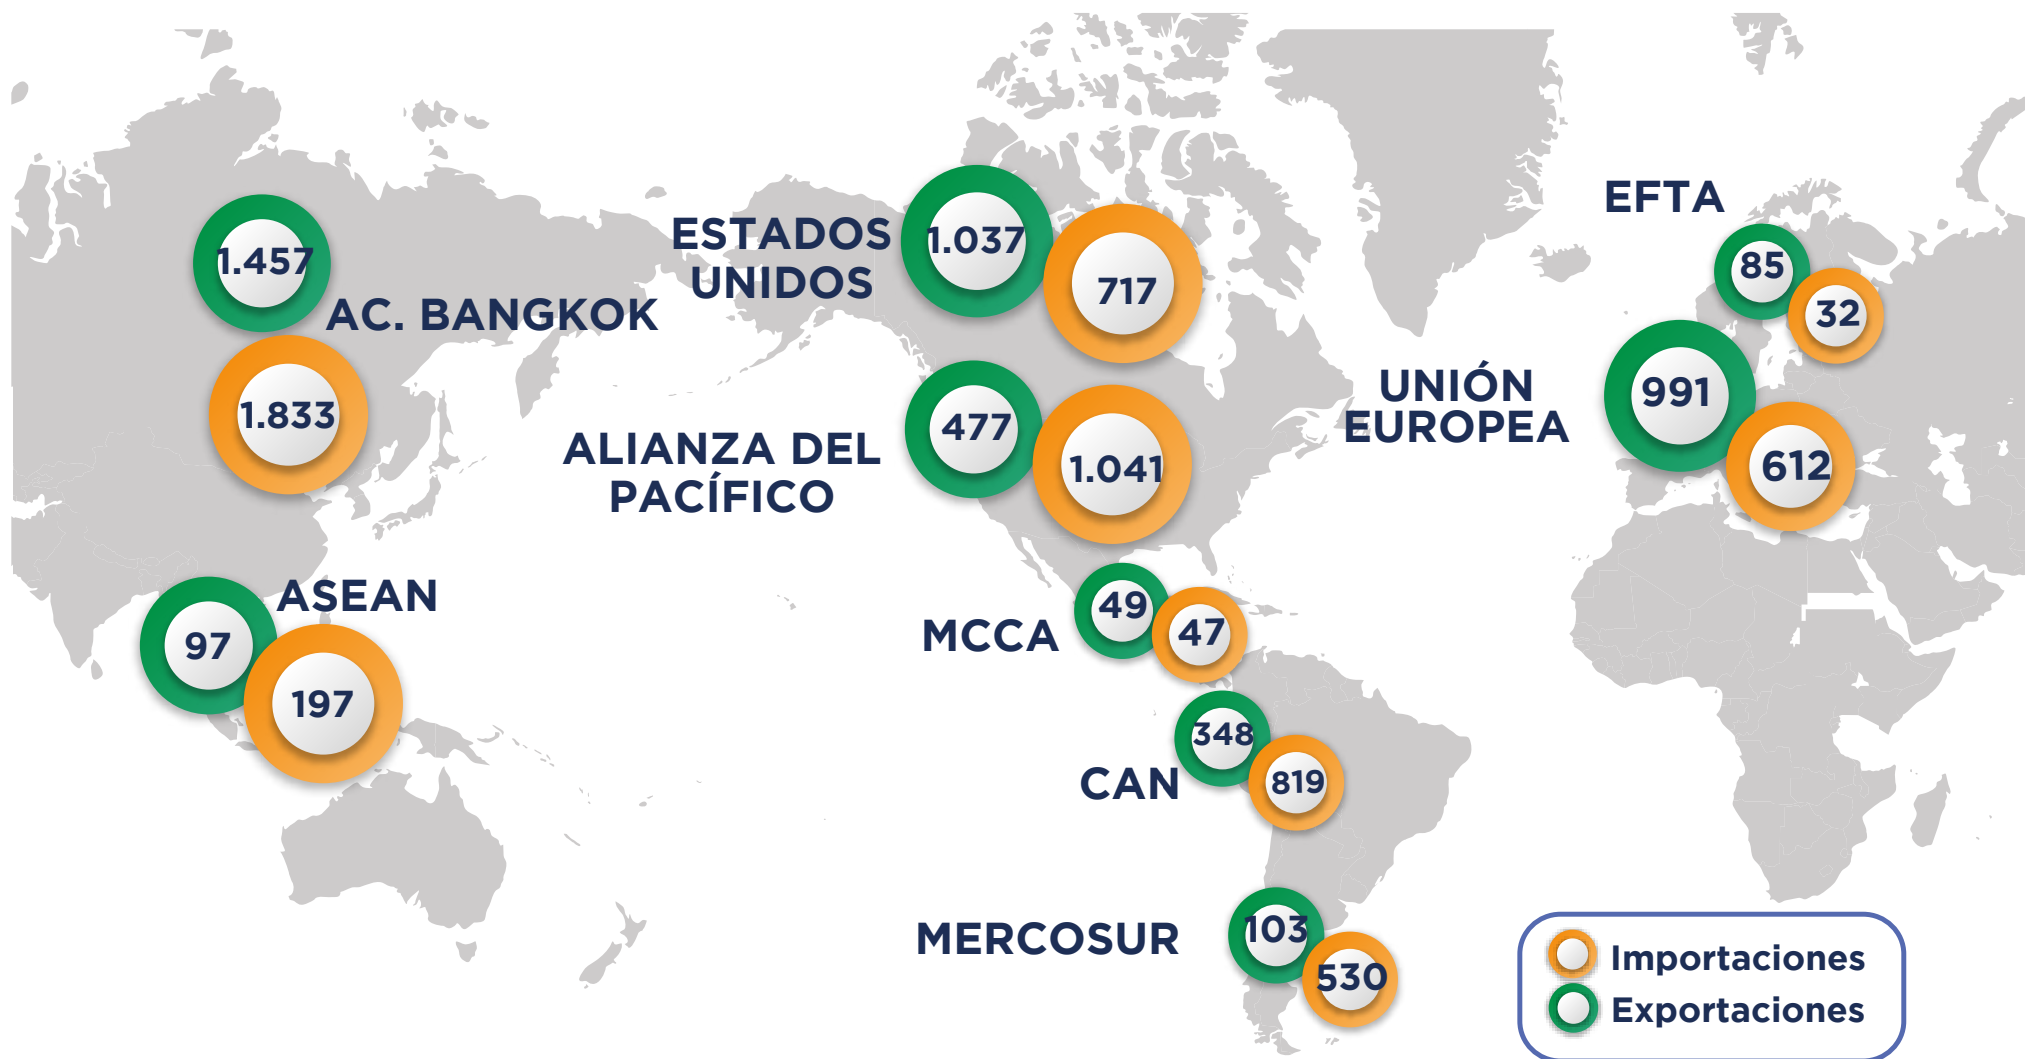 1.457
AC. BANGKOK
1.833
ASEAN
97
197
ESTADOS
UNIDOS
1.037
717
ALIANZA DEL
PACÍFICO
477
1.041
MCCA
49
47
CAN
348
819
MERCOSUR
103
530
EFTA
85
32
UNIÓN
EUROPEA
991
612
Importaciones
Exportaciones